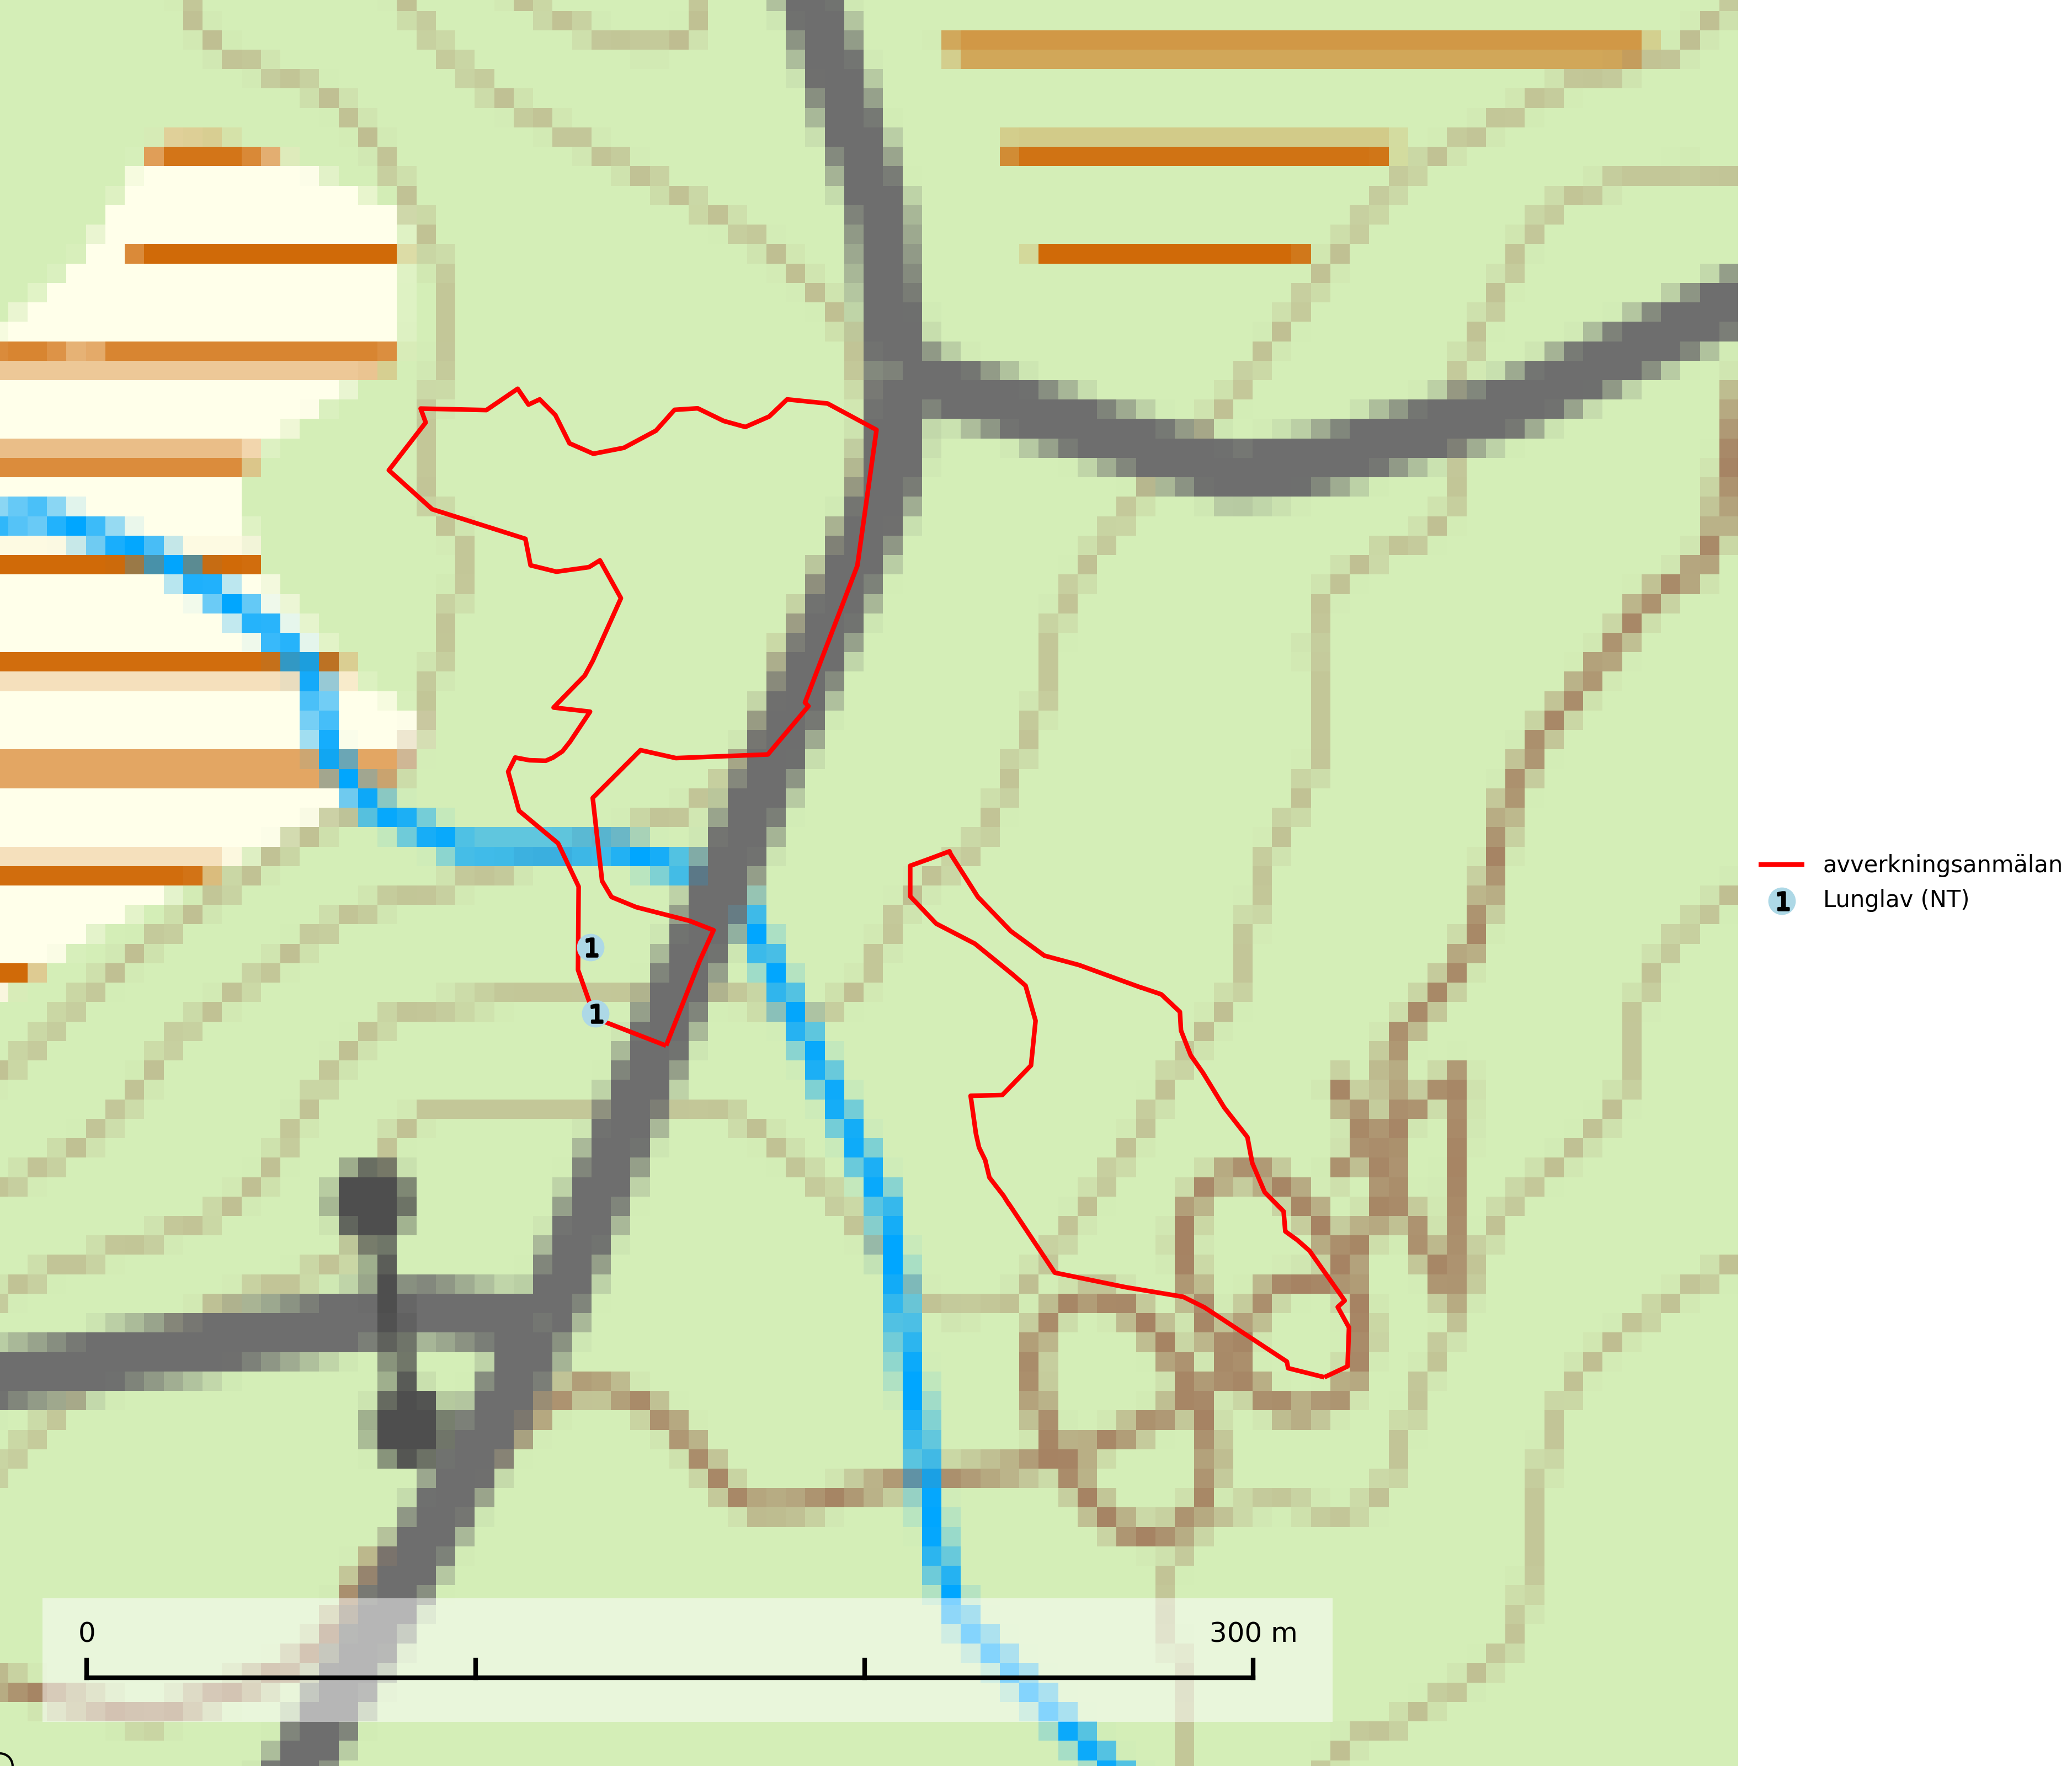 avverkningsanmälan
1 Lunglav (NT)
1
1
0 300 m